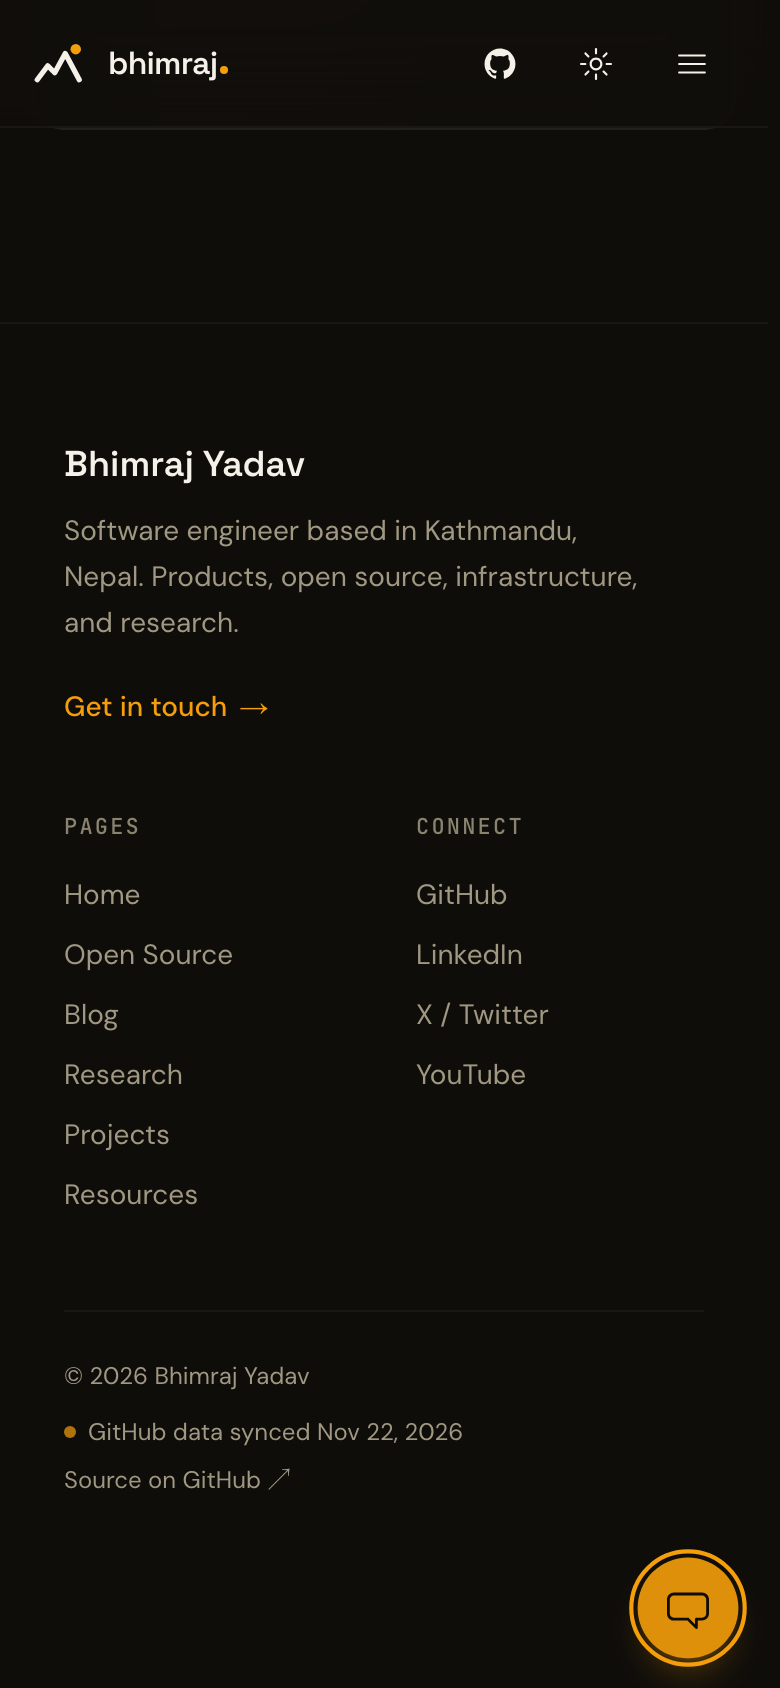 bhimraj.
Bhimraj Yadav
Software engineer based in Kathmandu,
Nepal. Products, open source, infrastructure,
and research.
Get in touch →
PAGES
Home
Open Source
Blog
Research
Projects
Resources
CONNECT
GitHub
LinkedIn
X / Twitter
YouTube
© 2026 Bhimraj Yadav
GitHub data synced Nov 22, 2026
Source on GitHub ↗